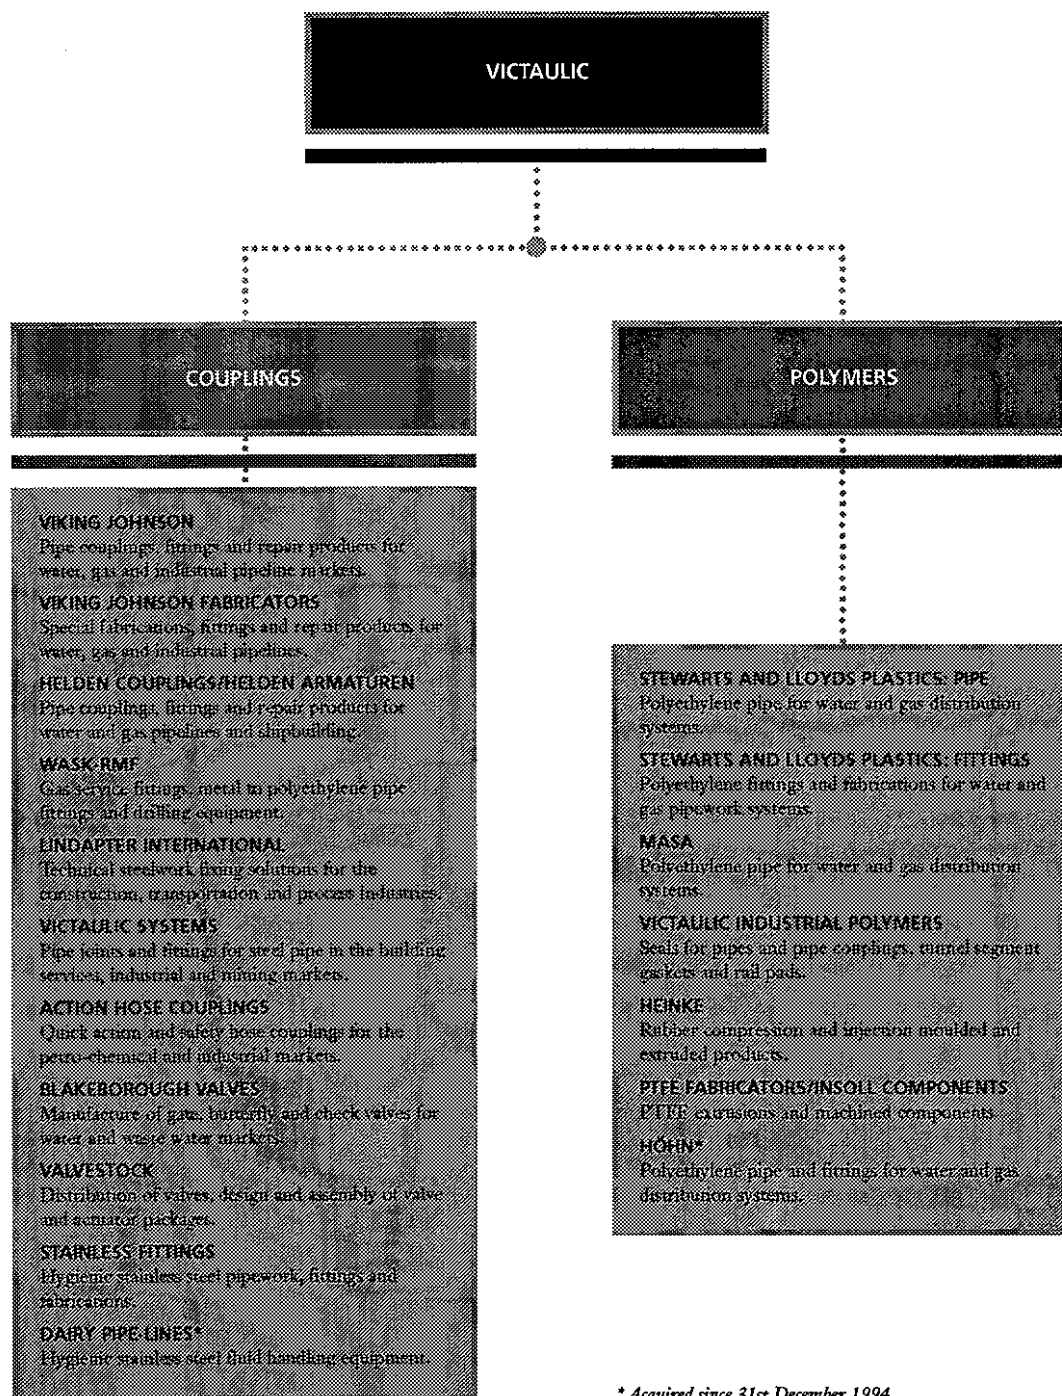 VICTAULIC
COUPLINGS
VIKING JOHNSON
Pipe couplings, fittings and repair products for
water, gas and industrial pipeline markets.
VIKING JOHNSON FABRICATORS
Special fabrications, fittings and repair products for
water, gas and industrial pipelines.
HELDEN COUPLINGS/HELDEN ARMATUREN
Pipe couplings, fittings and repair products for
water and gas pipelines and shipbuilding.
WASK-RMF
Gas service fittings, metal to polyethylene pipe
fittings and drilling equipment.
LINDAPTER INTERNATIONAL
Technical steelwork fixing solutions for the
construction, transportation and process industries.
VICTAULIC SYSTEMS
Pipe joints and fittings for steel pipe in the building
services, industrial and mining markets.
ACTION HOSE COUPLINGS
Quick action and safety hose couplings for the
petro-chemical and industrial markets.
BLAKEBOROUGH VALVES
Manufacture of gate, butterfly and check valves for
water and waste water markets.
VALVESTOCK
Distribution of valves, design and assembly of valve
and actuator packages.
STAINLESS FITTINGS
Hygienic stainless steel pipework, fittings and
fabrications.
DAIRY PIPE-LINES*
Hygienic stainless steel fluid handling equipment.
POLYMERS
STEWARTS AND LLOYDS PLASTICS: PIPE
Polyethylene pipe for water and gas distribution
systems.
STEWARTS AND LLOYDS PLASTICS: FITTINGS
Polyethylene fittings and fabrications for water and
gas pipework systems.
MASA
Polyethylene pipe for water and gas distribution
systems.
VICTAULIC INDUSTRIAL POLYMERS
Seals for pipes and pipe couplings, tunnel segment
gaskets and rail pads.
HEINKE
Rubber compression and injection moulded and
extruded products.
PTFE FABRICATORS/INSOLL COMPONENTS
PTFE extrusions and machined components.
HÖHN*
Polyethylene pipe and fittings for water and gas
distribution systems.
* Acquired since 31st December 1994